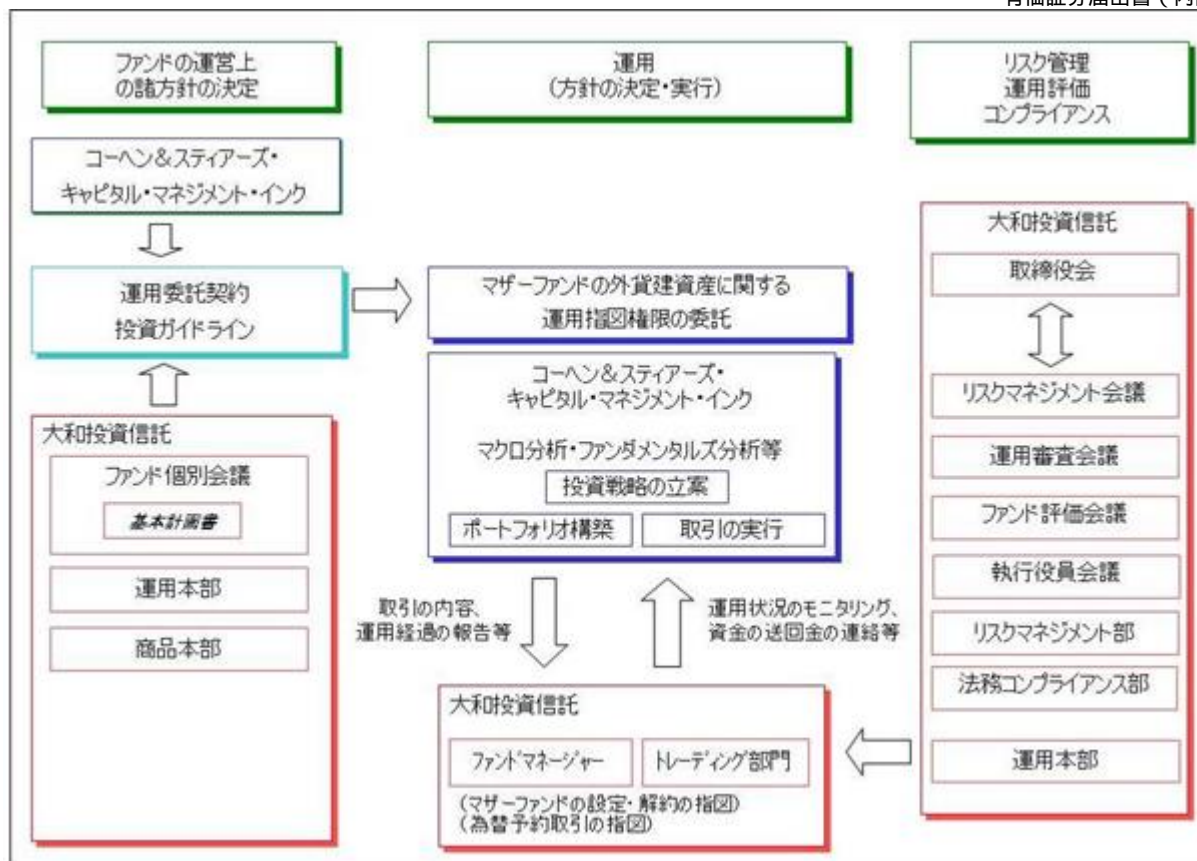 ファンドの運営上
の諸方針の決定
運用
(方針の決定・実行)
リスク管理
運用評価
コンプライアンス
コーヘン&スティアーズ・
キャピタル・マネジメント・インク
運用委託契約
投資ガイドライン
大和投資信託
ファンド個別会議
基本計画書
運用本部
商品本部
マザーファンドの外貨建資産に関する
運用指図権限の委託
コーヘン&スティアーズ・
キャピタル・マネジメント・インク
マクロ分析・ファンダメンタルズ分析等
投資戦略の立案
ポートフォリオ構築
取引の実行
取引の内容、
運用経過の報告等
運用状況のモニタリング、
資金の送回金の連絡等
大和投資信託
ファンドマネージャー
トレーディング部門
(マザーファンドの設定・解約の指図)
(為替予約取引の指図)
大和投資信託
取締役会
リスクマネジメント会議
運用審査会議
ファンド評価会議
執行役員会議
リスクマネジメント部
法務コンプライアンス部
運用本部